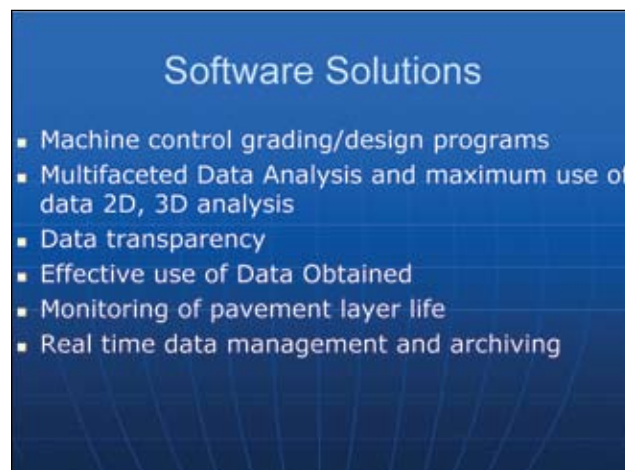 Software Solutions
Machine control grading/design programs
Multifaceted Data Analysis and maximum use of
data 2D, 3D analysis
Data transparency
Effective use of Data Obtained
Monitoring of pavement layer life
Real time data management and archiving